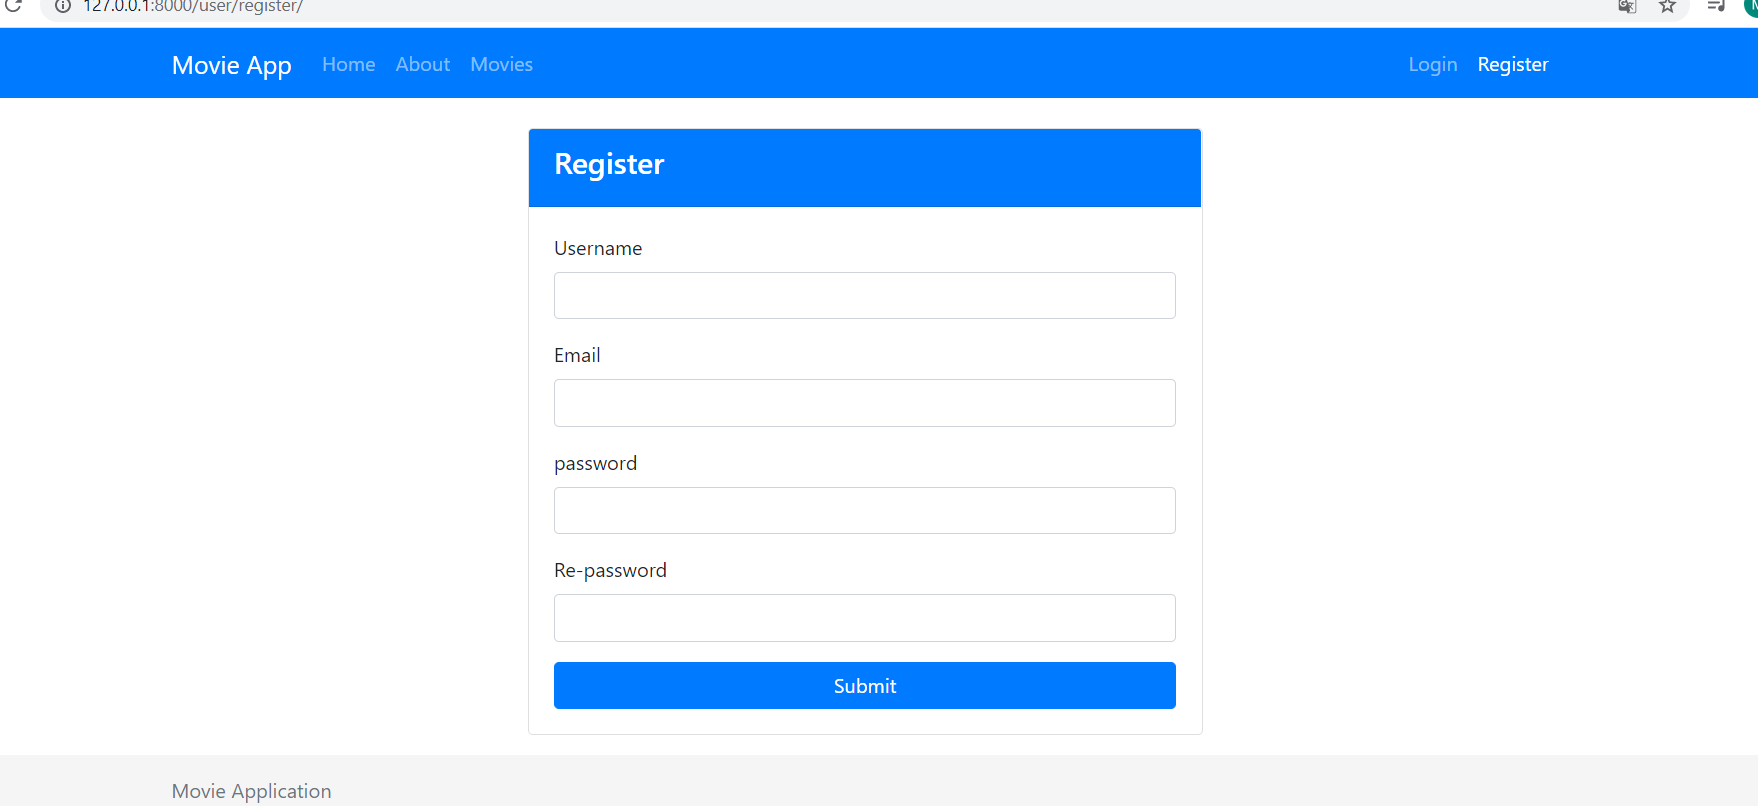 127.0.0.1:8000/user/register/
Movie App Home About Movies Login Register
Register
Username
Email
password
Re-password
Submit
Movie Application